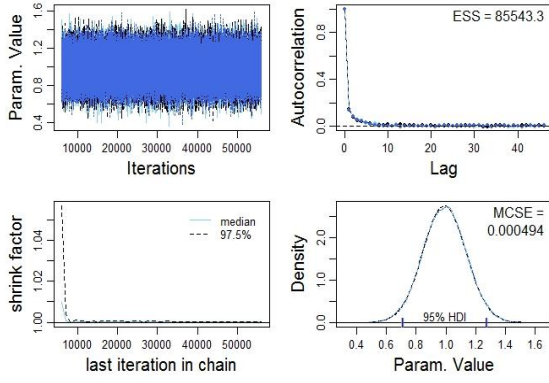 Param. Value
0.4 0.8 1.2 1.6
10000 20000 30000 40000 50000
Iterations
Autocorrelation
0.0 0.4 0.8
ESS = 85543.3
0 10 20 30 40
Lag
shrink factor
1.00 1.02 1.04
median
97.5%
10000 20000 30000 40000 50000
last iteration in chain
Density
0.0 1.0 2.0
MCSE =
0.000494
95% HDI
0.4 0.6 0.8 1.0 1.2 1.4 1.6
Param. Value